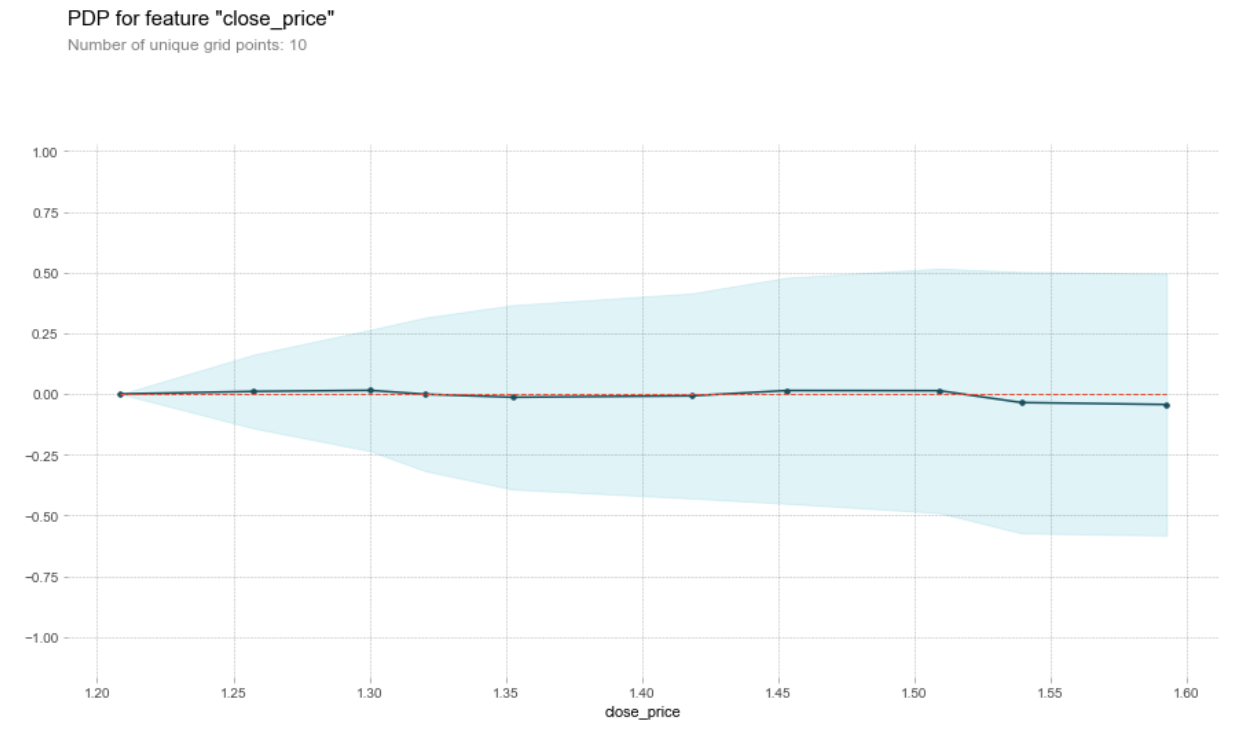 PDP for feature "close_price"
Number of unique grid points: 10
1.00
0.75
0.50
0.25
0.00
−0.25
−0.50
−0.75
−1.00
1.20 1.25 1.30 1.35 1.40 1.45 1.50 1.55 1.60
close_price